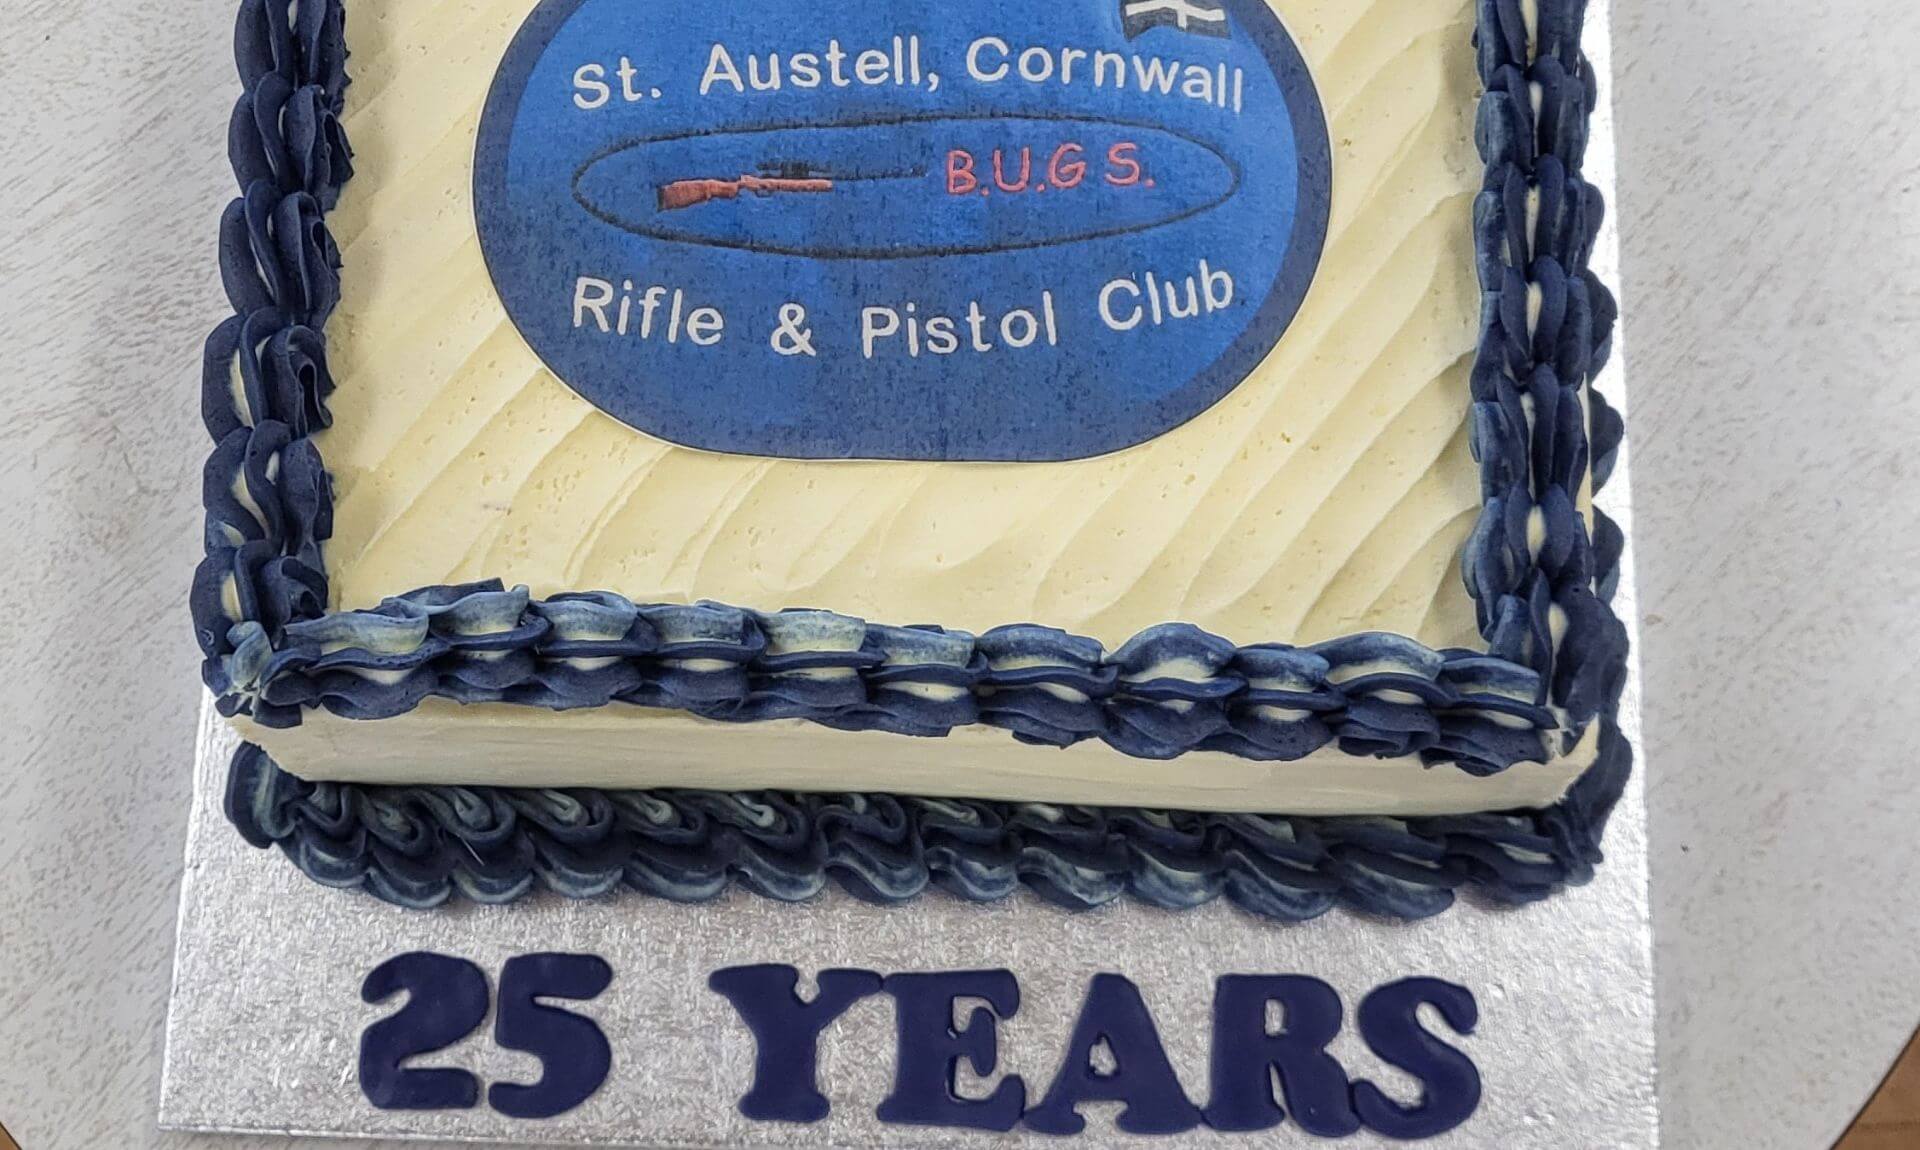 St. Austell, Cornwall
B.U.G S.
Rifle & Pistol Club
25 YEARS